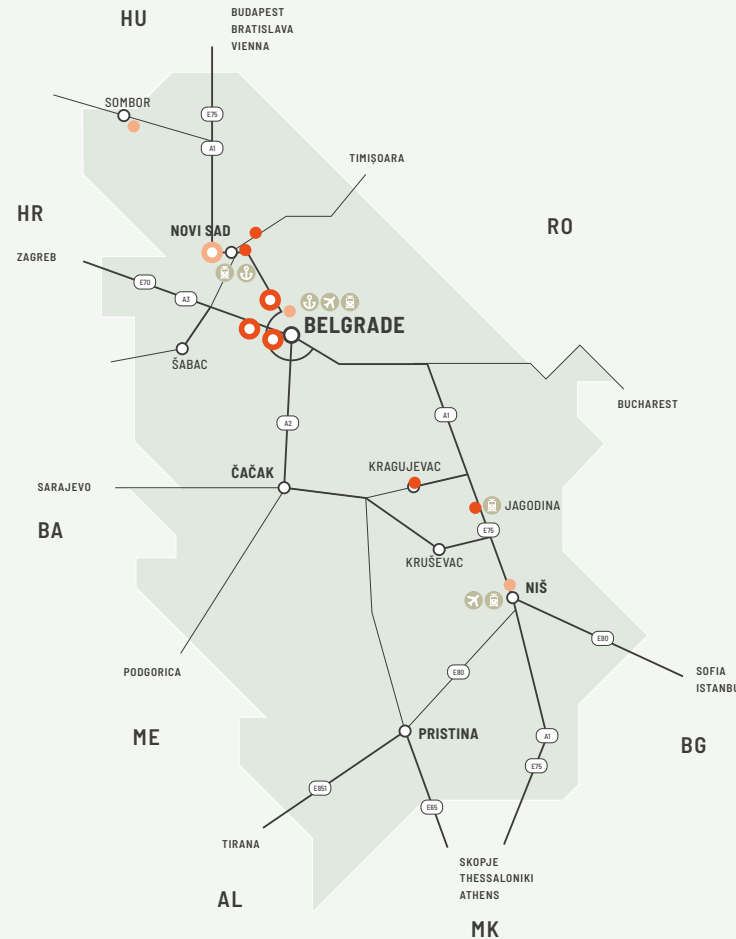 HU
BUDAPEST
BRATISLAVA
VIENNA
SOMBOR
E75
A1
TIMIȘOARA
HR
NOVI SAD
RO
ZAGREB
E70
A3
BELGRADE
ŠABAC
BUCHAREST
A1
A2
KRAGUJEVAC
ČAČAK
SARAJEVO
JAGODINA
BA
E75
KRUŠEVAC
NIŠ
E80
PODGORICA
E80
SOFIA
ISTANBU
ME
PRISTINA
A1
BG
E75
E851
E65
TIRANA
SKOPJE
THESSALONIKI
ATHENS
AL
MK